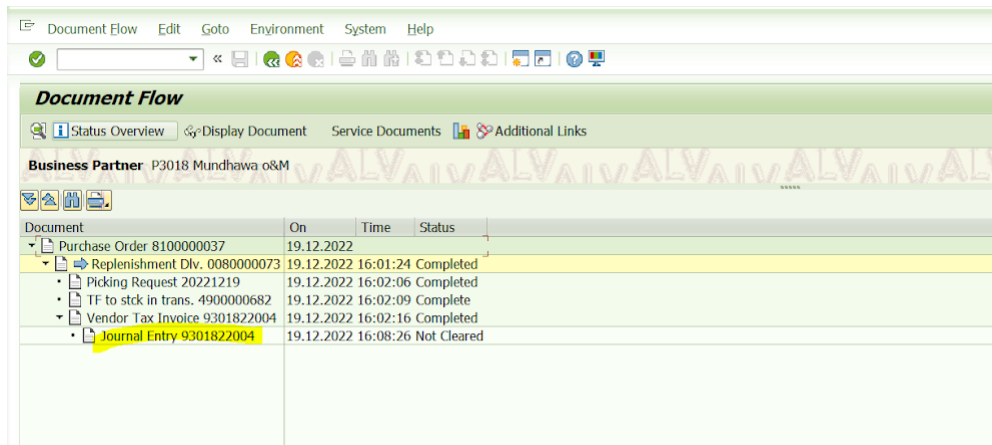 Document Flow Edit Goto Environment System Help
Document Flow
Status Overview Display Document Service Documents Additional Links
Business Partner P3018 Mundhawa o&M
Document On Time Status
Purchase Order 8100000037 19.12.2022
Replenishment Dlv. 0080000073 19.12.2022 16:01:24 Completed
Picking Request 20221219 19.12.2022 16:02:06 Completed
TF to stck in trans. 4900000682 19.12.2022 16:02:09 Complete
Vendor Tax Invoice 9301822004 19.12.2022 16:02:16 Completed
Journal Entry 9301822004 19.12.2022 16:08:26 Not Cleared